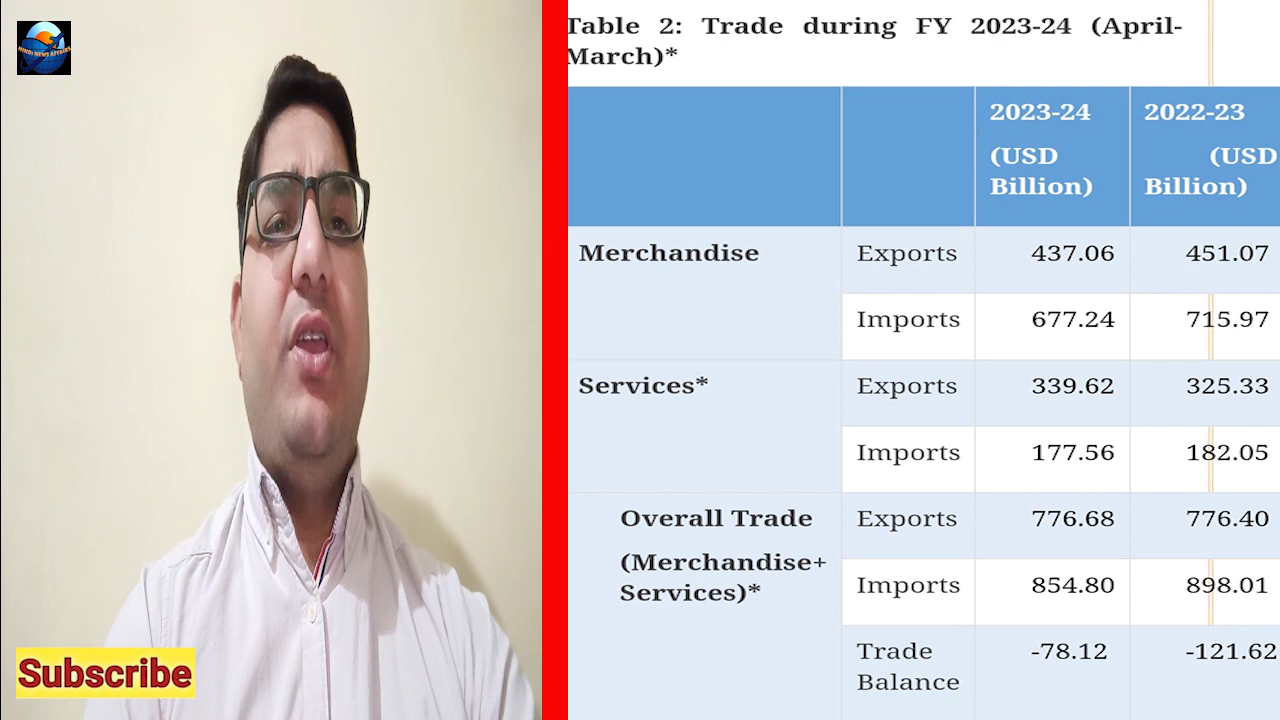 HINDI NEWS AFFAIRS
Subscribe
Table 2: Trade during FY 2023-24 (April-
March)*
2023-24 2022-23
(USD (USD
Billion) Billion)
Merchandise Exports 437.06 451.07
Imports 677.24 715.97
Services* Exports 339.62 325.33
Imports 177.56 182.05
Overall Trade Exports 776.68 776.40
(Merchandise+
Services)* Imports 854.80 898.01
Trade -78.12 -121.62
Balance